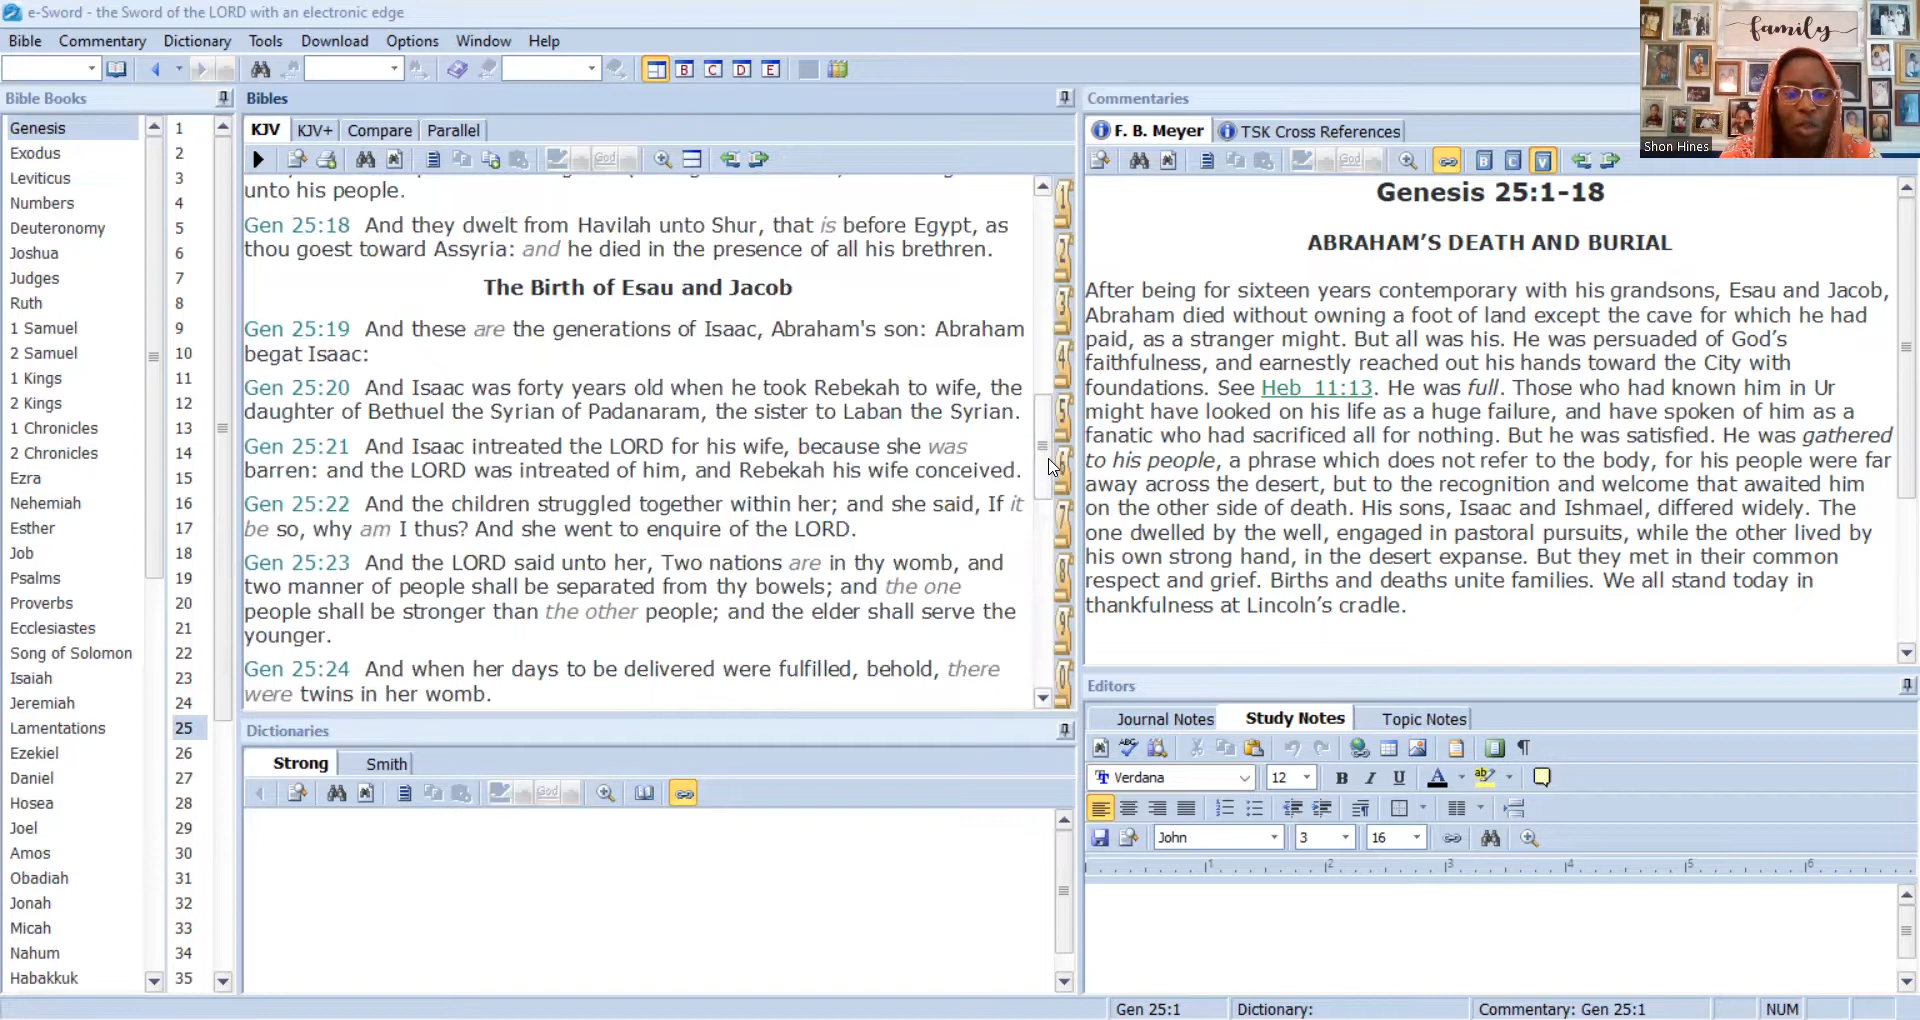 e-Sword - the Sword of the LORD with an electronic edge
Bible Commentary Dictionary Tools Download Options Window Help
B C D E
Bible Books
Genesis
Exodus
Leviticus
Numbers
Deuteronomy
Joshua
Judges
Ruth
1 Samuel
2 Samuel
1 Kings
2 Kings
1 Chronicles
2 Chronicles
Ezra
Nehemiah
Esther
Job
Psalms
Proverbs
Ecclesiastes
Song of Solomon
Isaiah
Jeremiah
Lamentations
Ezekiel
Daniel
Hosea
Joel
Amos
Obadiah
Jonah
Micah
Nahum
Habakkuk
1
2
3
4
5
6
7
8
9
10
11
12
13
14
15
16
17
18
19
20
21
22
23
24
25
26
27
28
29
30
31
32
33
34
35
Bibles
KJV KJV+ Compare Parallel
God
unto his people.
Gen 25:18 And they dwelt from Havilah unto Shur, that is before Egypt, as
thou goest toward Assyria: and he died in the presence of all his brethren.
The Birth of Esau and Jacob
Gen 25:19 And these are the generations of Isaac, Abraham's son: Abraham
begat Isaac:
Gen 25:20 And Isaac was forty years old when he took Rebekah to wife, the
daughter of Bethuel the Syrian of Padanaram, the sister to Laban the Syrian.
Gen 25:21 And Isaac intreated the LORD for his wife, because she was
barren: and the LORD was intreated of him, and Rebekah his wife conceived.
Gen 25:22 And the children struggled together within her; and she said, If it
be so, why am I thus? And she went to enquire of the LORD.
Gen 25:23 And the LORD said unto her, Two nations are in thy womb, and
two manner of people shall be separated from thy bowels; and the one
people shall be stronger than the other people; and the elder shall serve the
younger.
Gen 25:24 And when her days to be delivered were fulfilled, behold, there
were twins in her womb.
1
2
3
4
5
6
7
8
9
0
Dictionaries
Strong Smith
God
Commentaries
F. B. Meyer TSK Cross References
God B C V
Genesis 25:1-18
ABRAHAM’S DEATH AND BURIAL
After being for sixteen years contemporary with his grandsons, Esau and Jacob,
Abraham died without owning a foot of land except the cave for which he had
paid, as a stranger might. But all was his. He was persuaded of God’s
faithfulness, and earnestly reached out his hands toward the City with
foundations. See Heb_11:13. He was full. Those who had known him in Ur
might have looked on his life as a huge failure, and have spoken of him as a
fanatic who had sacrificed all for nothing. But he was satisfied. He was gathered
to his people, a phrase which does not refer to the body, for his people were far
away across the desert, but to the recognition and welcome that awaited him
on the other side of death. His sons, Isaac and Ishmael, differed widely. The
one dwelled by the well, engaged in pastoral pursuits, while the other lived by
his own strong hand, in the desert expanse. But they met in their common
respect and grief. Births and deaths unite families. We all stand today in
thankfulness at Lincoln’s cradle.
Editors
Journal Notes Study Notes Topic Notes
ABC
Verdana 12 B I U A ab
John 3 16
1 2 3 4 5 6
Gen 25:1 Dictionary: Commentary: Gen 25:1 NUM
family
Shon Hines